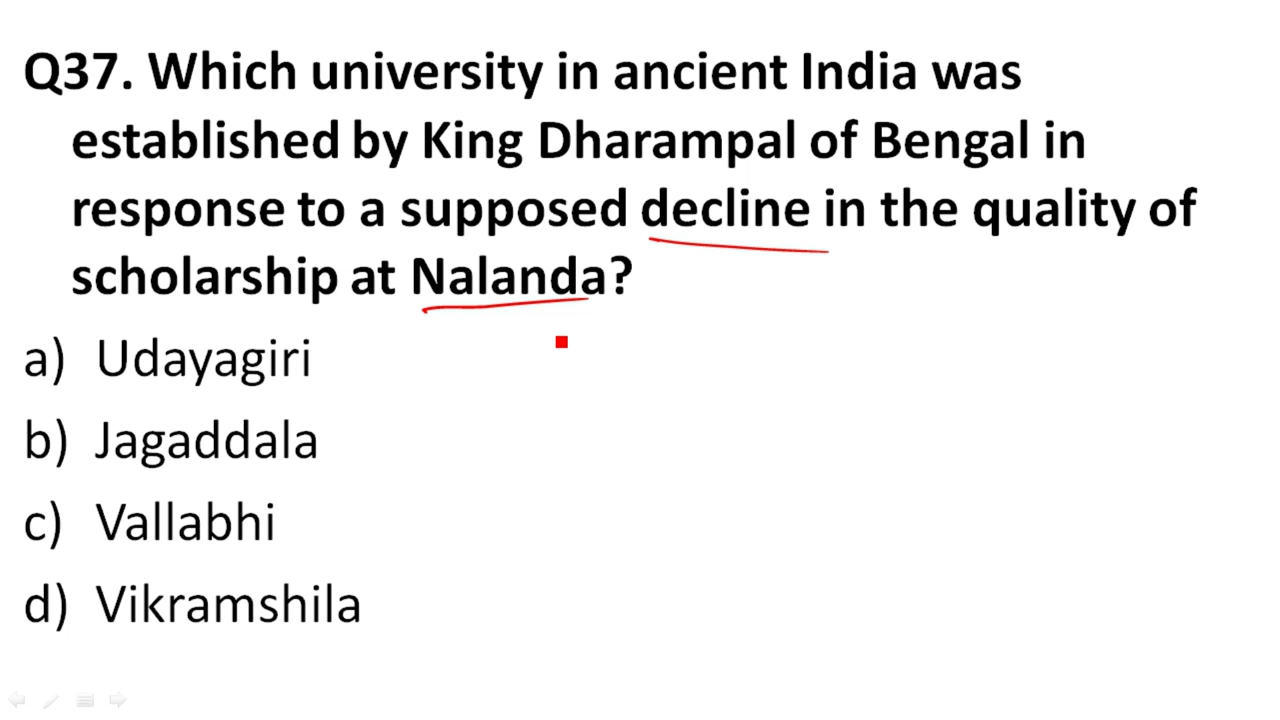 Q37. Which university in ancient India was
established by King Dharampal of Bengal in
response to a supposed decline in the quality of
scholarship at Nalanda?
a) Udayagiri
b) Jagaddala
c) Vallabhi
d) Vikramshila